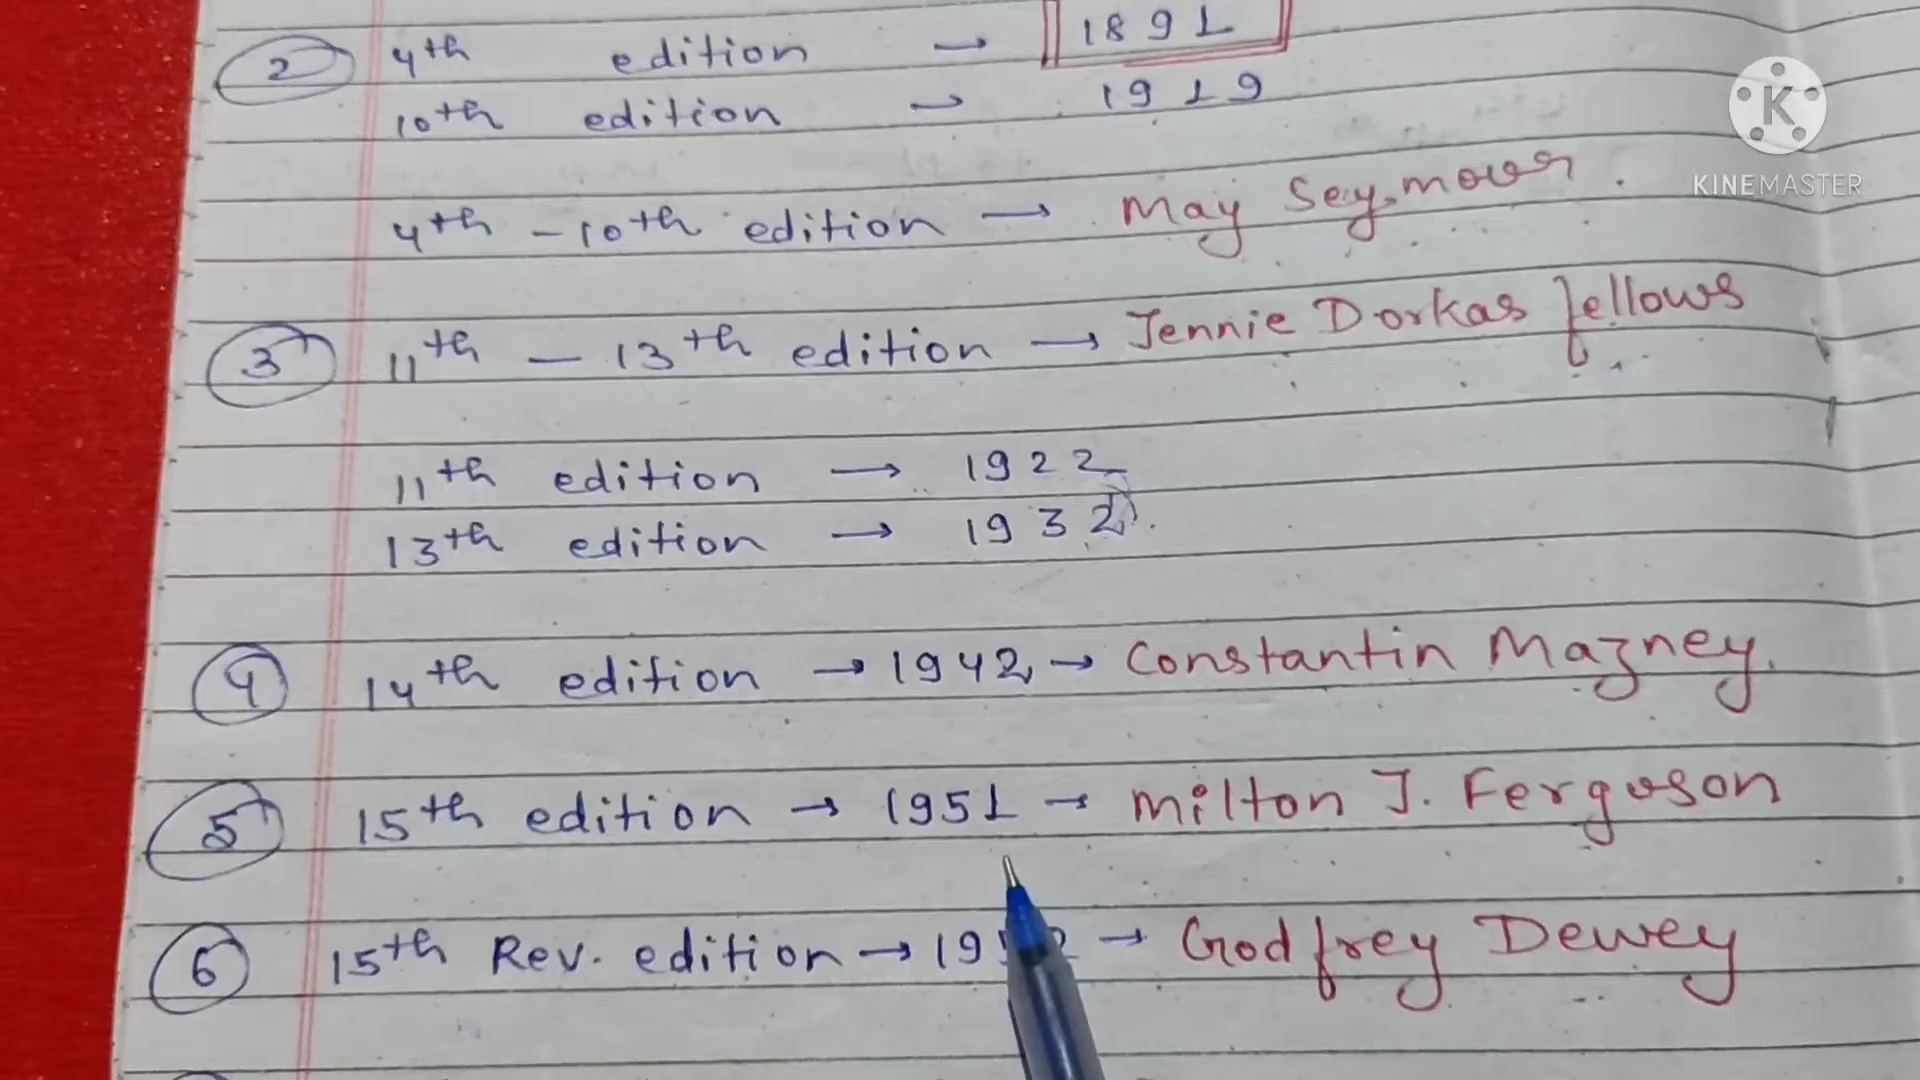 2 4th edition → 1891
10th edition → 1919
K
KINEMASTER
4th - 10th edition → May Seymour.
3 11th - 13th edition → Jennie Dorkas fellows
11th edition → 1922
13th edition → 1932.
4 14th edition → 1942 → Constantin Mazney.
5 15th edition → 1951 → Milton J. Ferguson
6 15th Rev. edition → → Godfrey Dewey